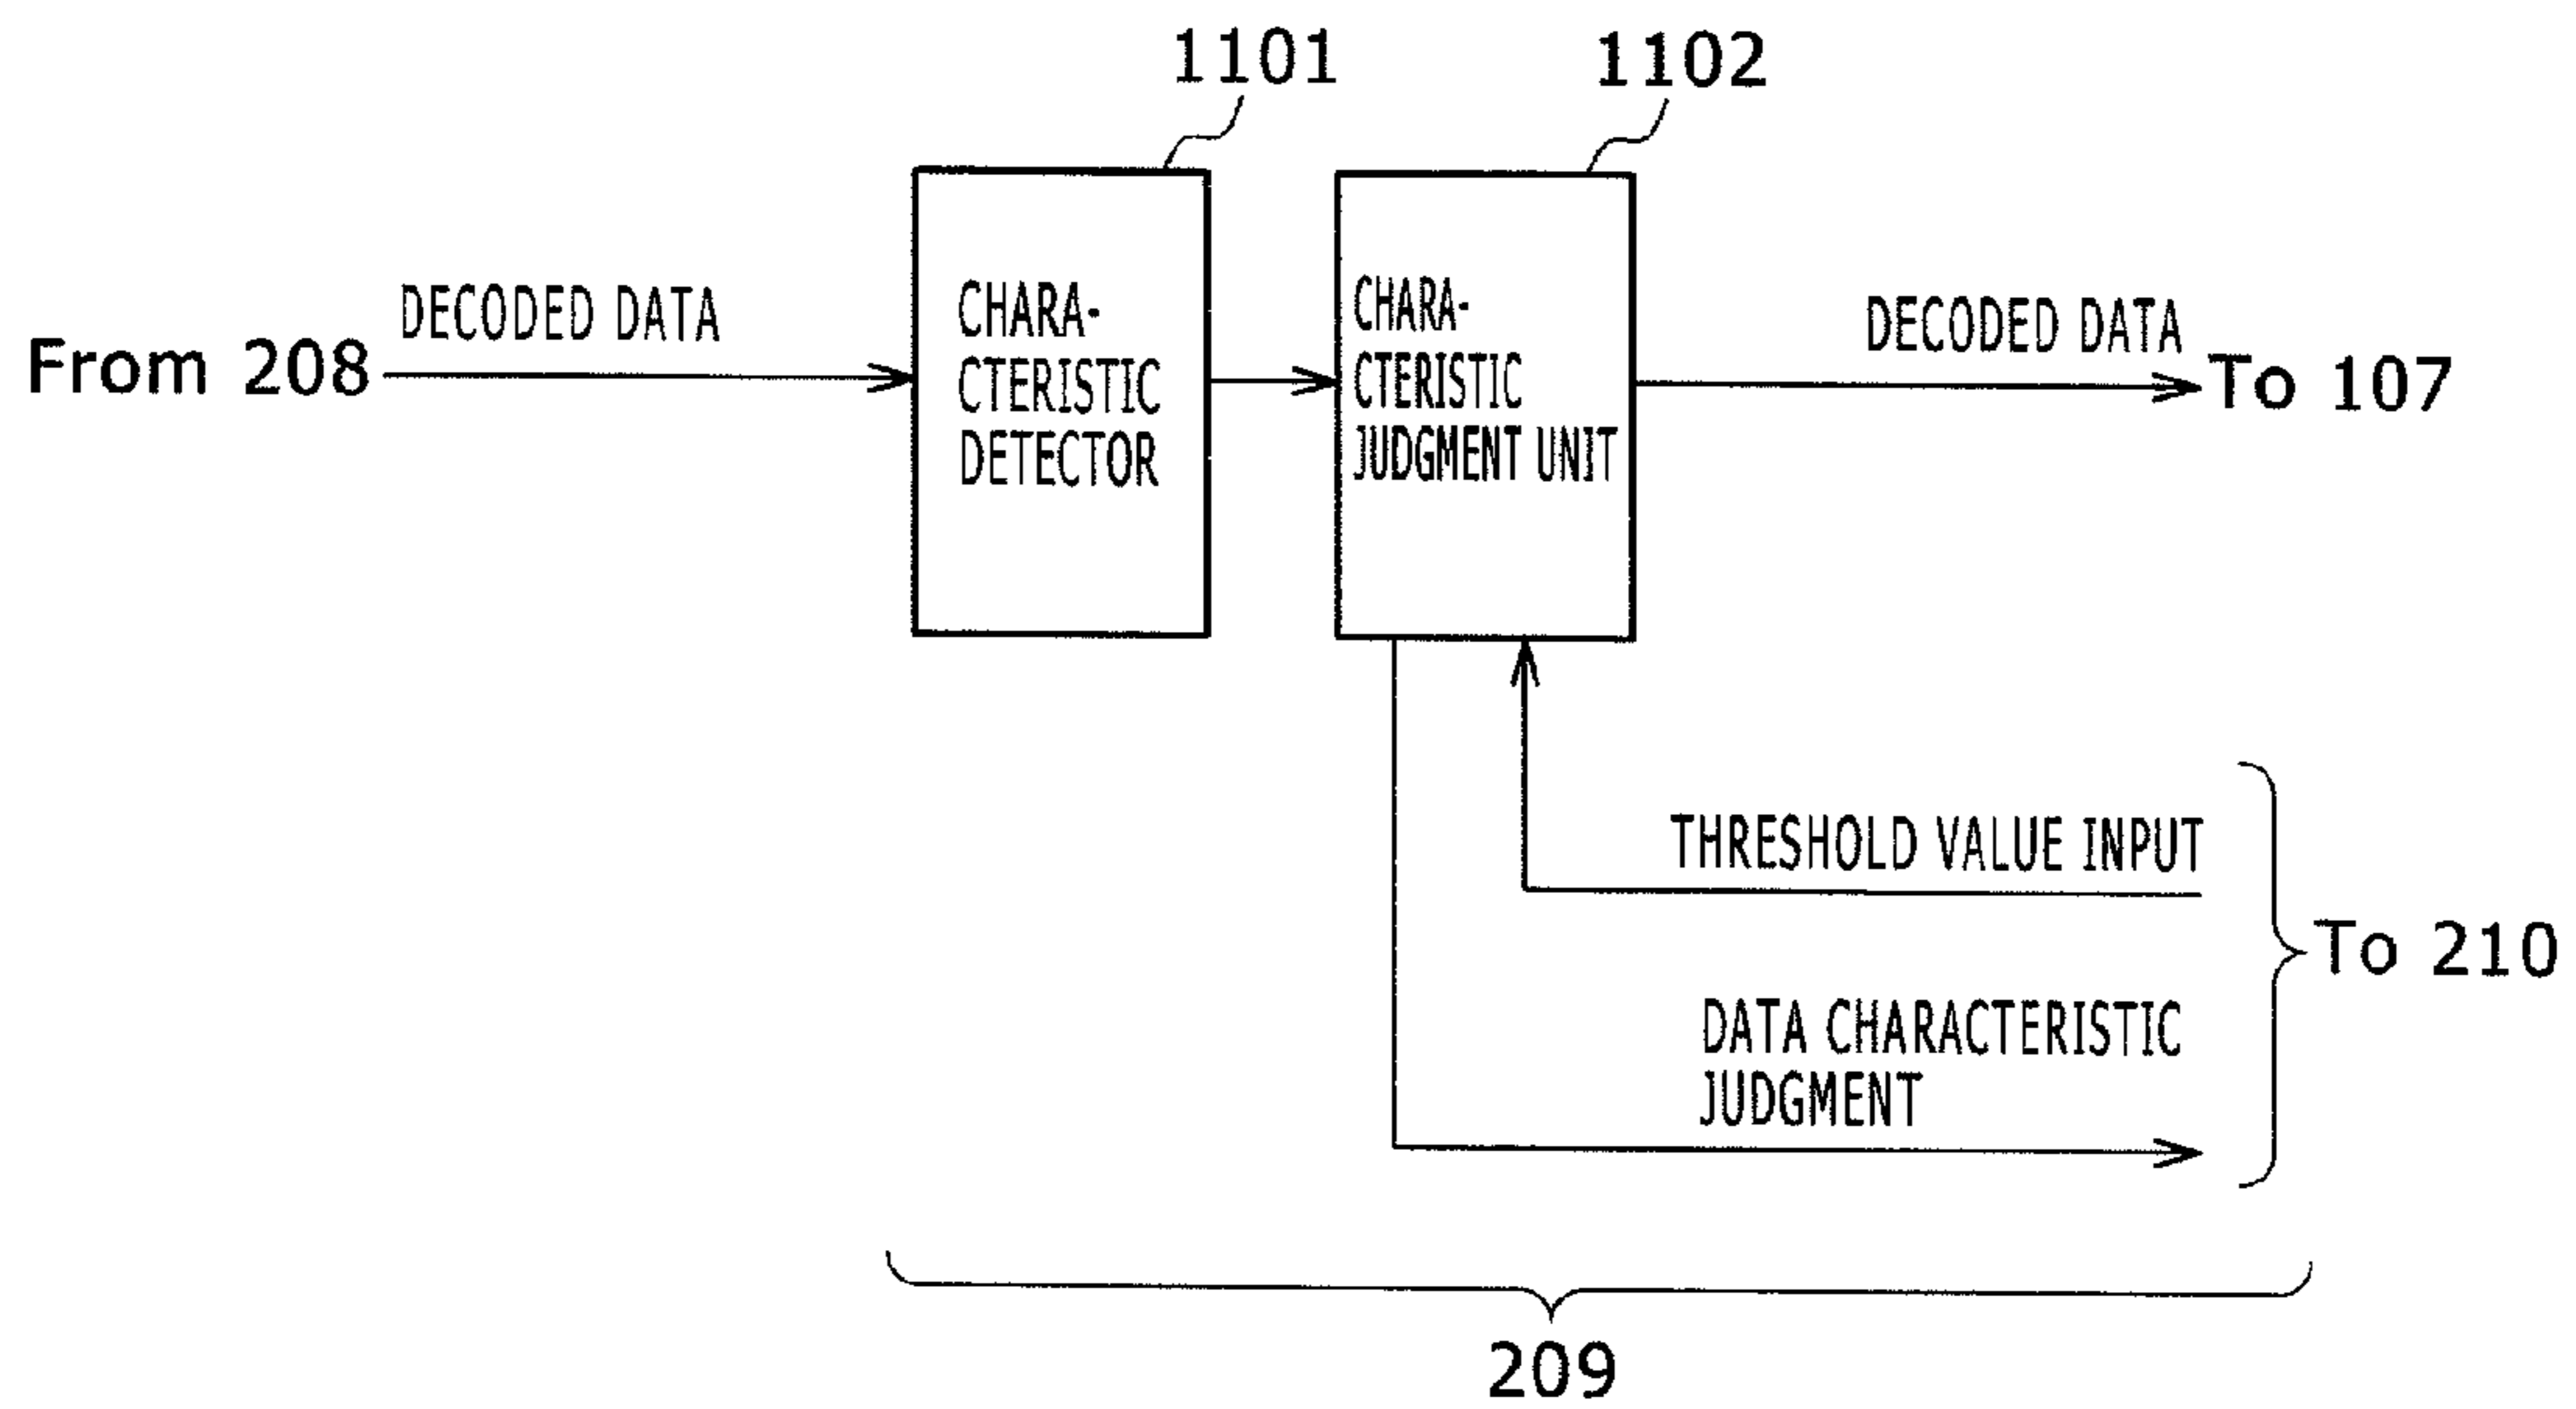 1101
1102
From 208
DECODED DATA
CHARA-
CTERISTIC
DETECTOR
CHARA-
CTERISTIC
JUDGMENT UNIT
DECODED DATA
To 107
THRESHOLD VALUE INPUT
DATA CHARACTERISTIC
JUDGMENT
To 210
209